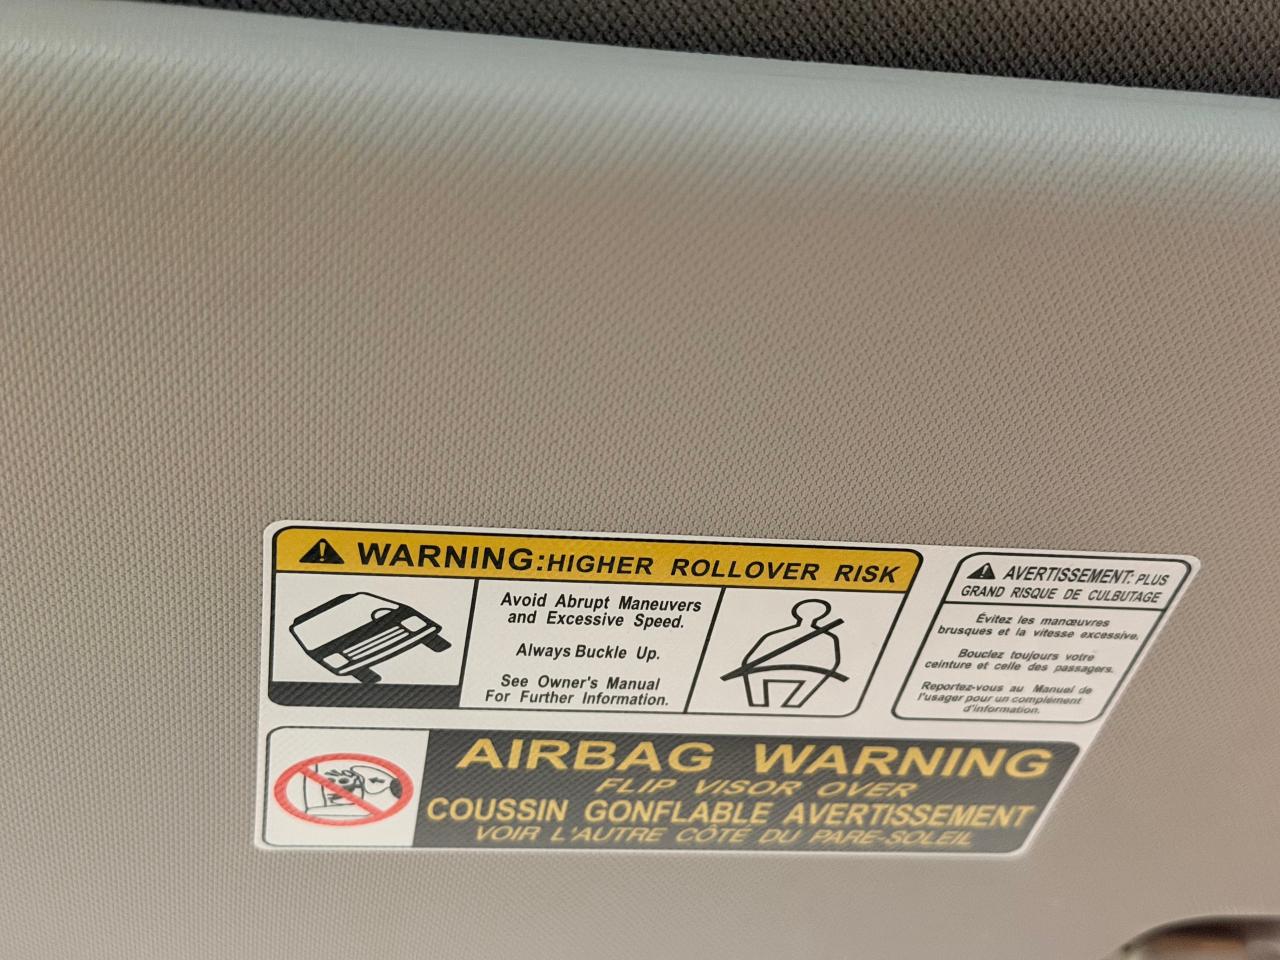 WARNING:HIGHER ROLLOVER RISK
Avoid Abrupt Maneuvers
and Excessive Speed.
Always Buckle Up.
See Owner's Manual
For Further Information.
AVERTISSEMENT: PLUS
GRAND RISQUE DE CULBUTAGE
Évitez les manœuvres
brusques et la vitesse excessive.
Bouclez toujours votre
ceinture et celle des passagers.
Reportez-vous au Manuel de
l'usager pour un complément
d'information.
AIRBAG WARNING
FLIP VISOR OVER
COUSSIN GONFLABLE AVERTISSEMENT
VOIR L'AUTRE CÔTÉ DU PARE-SOLEIL